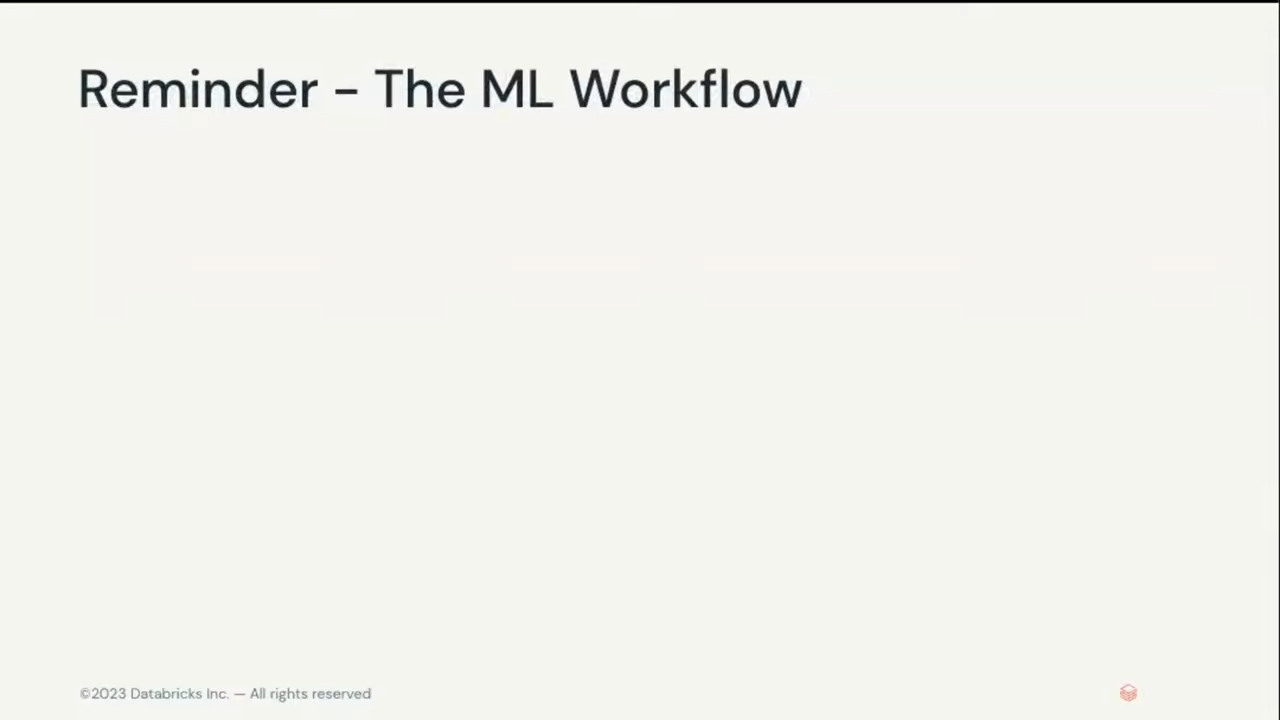 Reminder - The ML Workflow
©2023 Databricks Inc. — All rights reserved